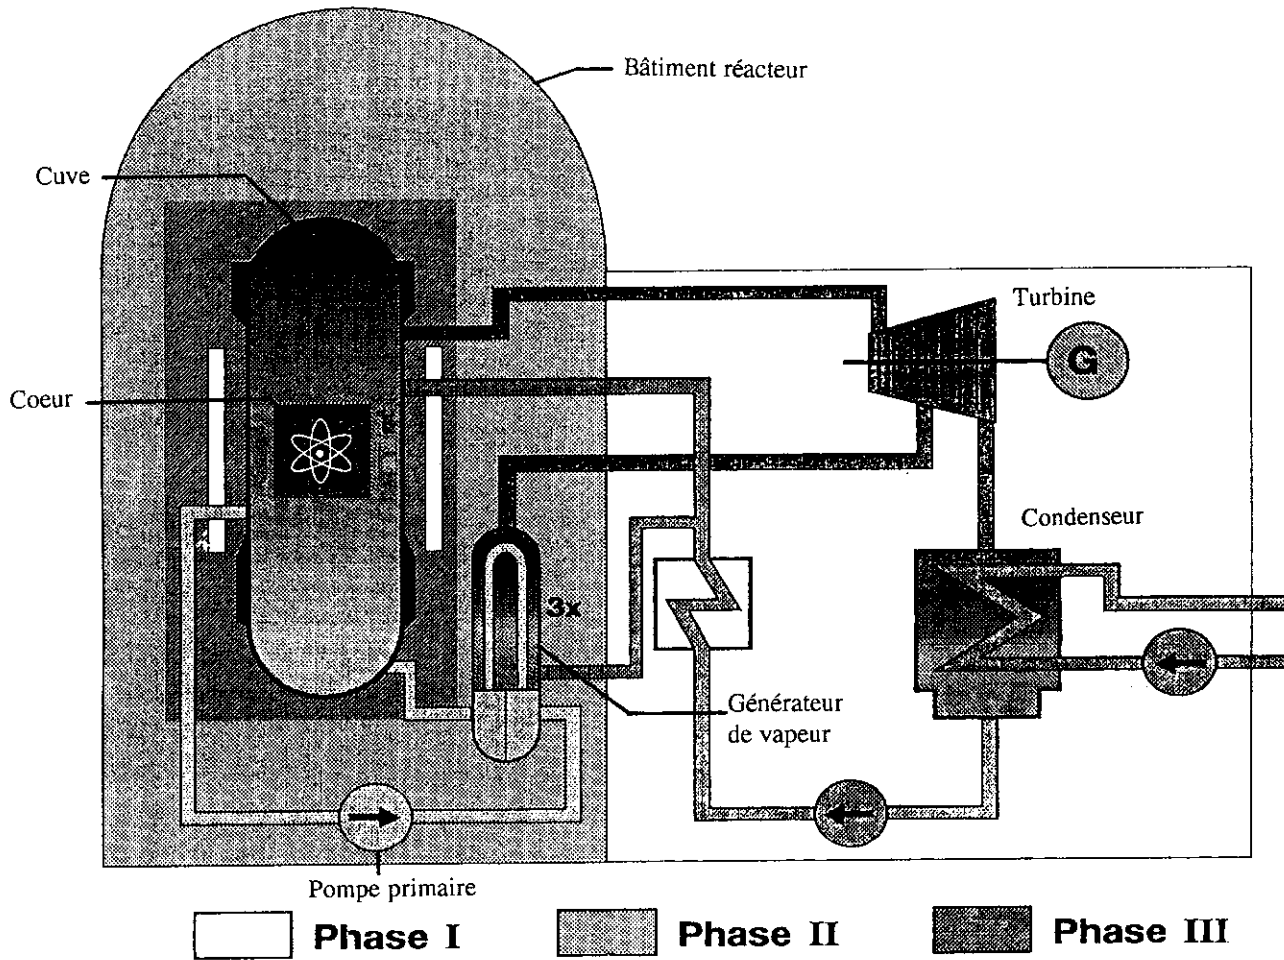 Bâtiment réacteur
Cuve
Turbine
G
Coeur
Condenseur
3x
Générateur
de vapeur
Pompe primaire
Phase I
Phase II
Phase III